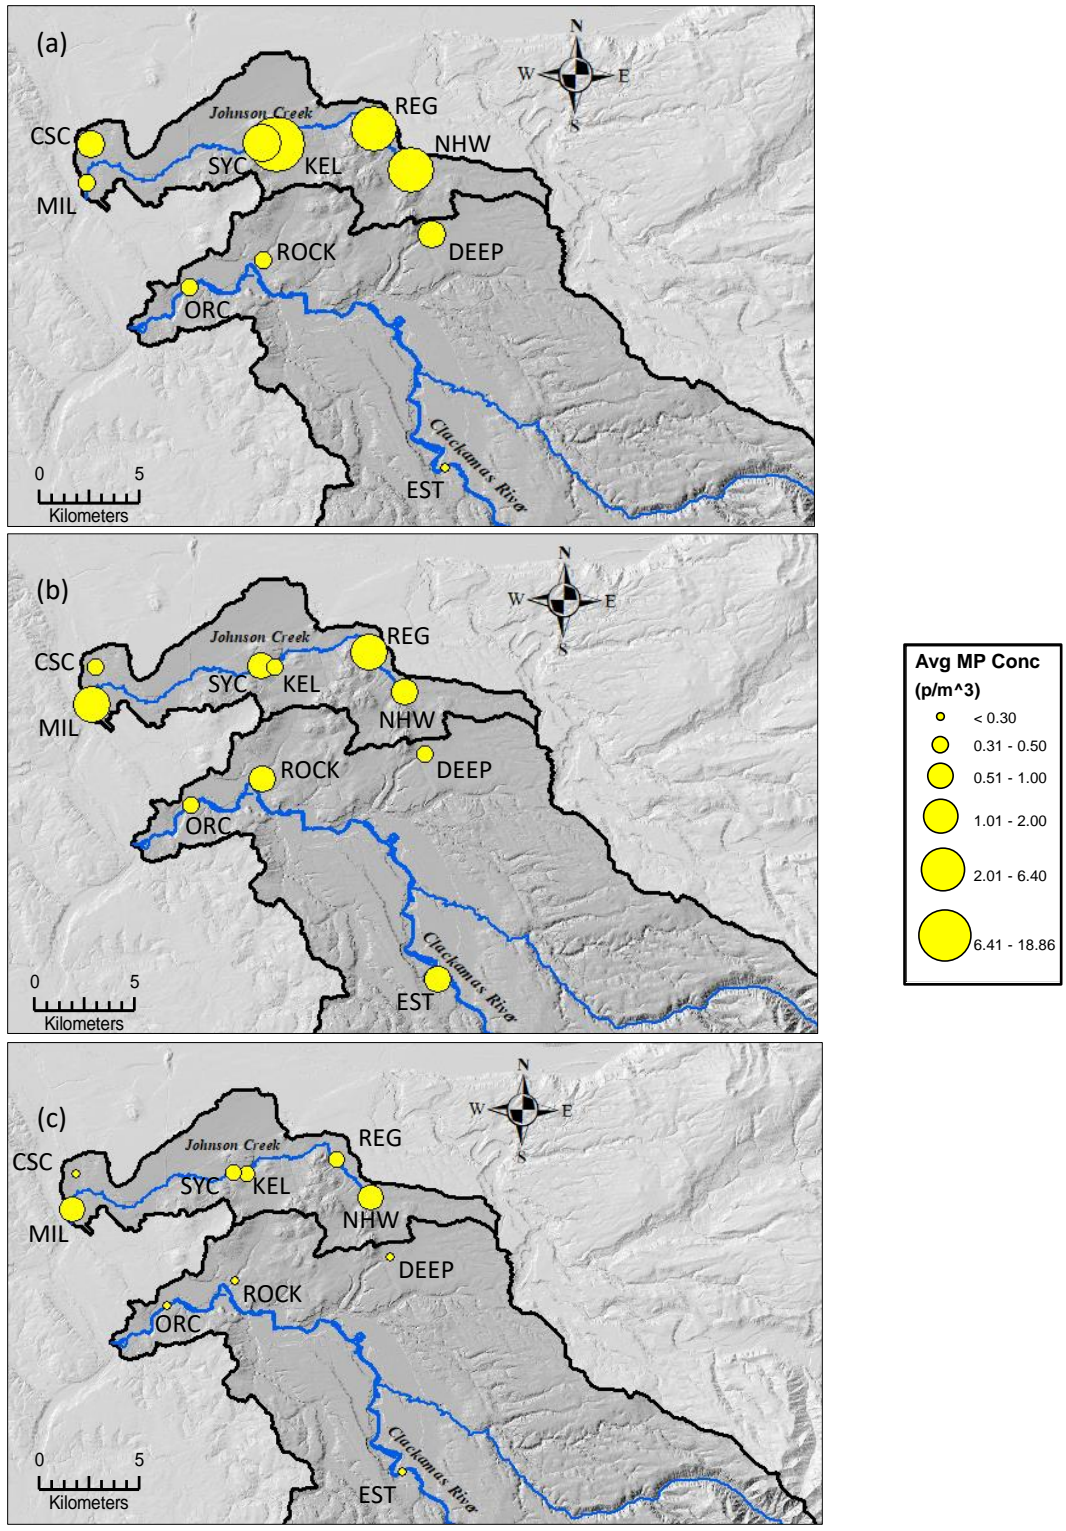 (a)
N
W
E
S
Johnson Creek
REG
CSC
NHW
SYC
KEL
MIL
ROCK
DEEP
ORC
Clackamas River
EST
0 5
Kilometers
(b)
N
W
E
S
Johnson Creek
REG
CSC
SYC
KEL
MIL
NHW
ROCK
DEEP
ORC
Clackamas River
EST
0 5
Kilometers
Avg MP Conc
(p/m^3)
< 0.30
0.31 - 0.50
0.51 - 1.00
1.01 - 2.00
2.01 - 6.40
6.41 - 18.86
(c)
N
W
E
S
Johnson Creek
REG
CSC
SYC
KEL
MIL
NHW
DEEP
ROCK
ORC
Clackamas River
EST
0 5
Kilometers